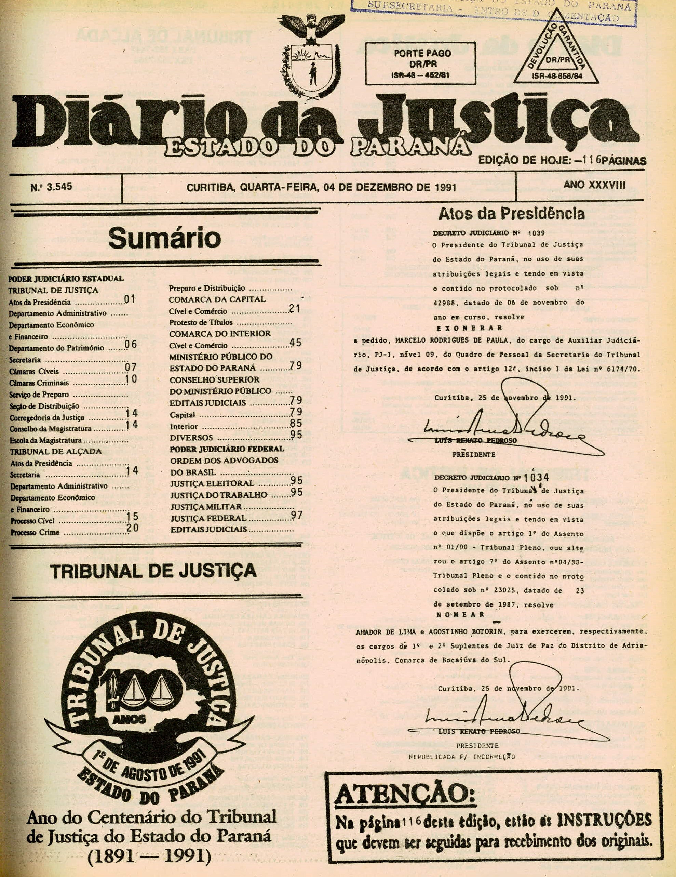 SUBSECRETARIA
PORTE PAGO
DR/PR
ISR-48 – 452/81
DEVOLUÇÃO GARANTIDA
DR/PR
ISR-48-658/84
Diário da Justiça
ESTADO DO PARANÁ
EDIÇÃO DE HOJE: –116PÁGINAS
N.º 3.545
CURITIBA, QUARTA-FEIRA, 04 DE DEZEMBRO DE 1991
ANO XXXVIII
Sumário
PODER JUDICIÁRIO ESTADUAL
TRIBUNAL DE JUSTIÇA
Atos da Presidência ................01
Departamento Administrativo ......
Departamento Econômico
e Financeiro ..........................
Departamento do Patrimônio ...06
Secretaria ..............................
Câmaras Cíveis ....................07
Câmaras Criminais ................10
Serviço de Preparo ...................
Seção de Distribuição ..............
Corregedoria da Justiça ..........14
Conselho da Magistratura .......14
Escola da Magistratura .............
TRIBUNAL DE ALÇADA
Atos da Presidência ..................
Secretaria ............................14
Departamento Administrativo ......
Departamento Econômico
e Financeiro ..........................
Processo Cível .....................15
Processo Crime .....................20
Preparo e Distribuição ..............
COMARCA DA CAPITAL
Cível e Comércio ..................21
Protesto de Títulos ..................
COMARCA DO INTERIOR
Cível e Comércio ..................45
MINISTÉRIO PÚBLICO DO
ESTADO DO PARANÁ ............79
CONSELHO SUPERIOR
DO MINISTÉRIO PÚBLICO ......
EDITAIS JUDICIAIS ...............79
Capital ..............................79
Interior ..............................85
DIVERSOS .........................95
PODER JUDICIÁRIO FEDERAL
ORDEM DOS ADVOGADOS
DO BRASIL ..........................
JUSTIÇA ELEITORAL ............95
JUSTIÇA DO TRABALHO .......95
JUSTIÇA MILITAR .................
JUSTIÇA FEDERAL ..............97
EDITAIS JUDICIAIS ................
TRIBUNAL DE JUSTIÇA
TRIBUNAL DE JUSTIÇA
100
ANOS
1º DE AGOSTO DE 1991
ESTADO DO PARANÁ
Ano do Centenário do Tribunal
de Justiça do Estado do Paraná
(1891 — 1991)
Atos da Presidência
DECRETO JUDICIÁRIO Nº 1039
O Presidente do Tribunal de Justiça
do Estado do Paraná, no uso de suas
atribuições legais e tendo em vista
o contido no protocolado sob nº
42988, datado de 06 de novembro do
ano em curso, resolve
E X O N E R A R
a pedido, MARCELO RODRIGUES DE PAULA, do cargo de Auxiliar Judiciá-
rio, PJ-I, nível 09, do Quadro de Pessoal da Secretaria do Tribunal
de Justiça, de acordo com o artigo 12º, inciso I da Lei nº 6174/70.
Curitiba, 25 de novembro de 1991.
LUÍS RENATO PEDROSO
PRESIDENTE
DECRETO JUDICIÁRIO Nº 1034
O Presidente do Tribunal de Justiça
do Estado do Paraná, no uso de suas
atribuições legais e tendo em vista
o que dispõe o artigo 1º do Assento
nº 01/90 - Tribunal Pleno, que alte
rou o artigo 7º do Assento nº04/80-
Tribunal Pleno e o contido no proto
colado sob nº 23025, datado de 23
de setembro de 1987, resolve
N O M E A R
AMADOR DE LIMA e AGOSTINHO BOTORIN, para exercerem, respectivamente,
os cargos de 1º e 2º Suplentes de Juiz de Paz do Distrito de Adria-
nópolis, Comarca de Bocaiúva do Sul.
Curitiba, 25 de novembro de 1991.
LUÍS RENATO PEDROSO
PRESIDENTE
REPUBLICADA P/ INCORREÇÃO
ATENÇÃO:
Na página 116 desta edição, estão as INSTRUÇÕES
que devem ser seguidas para recebimento dos originais.